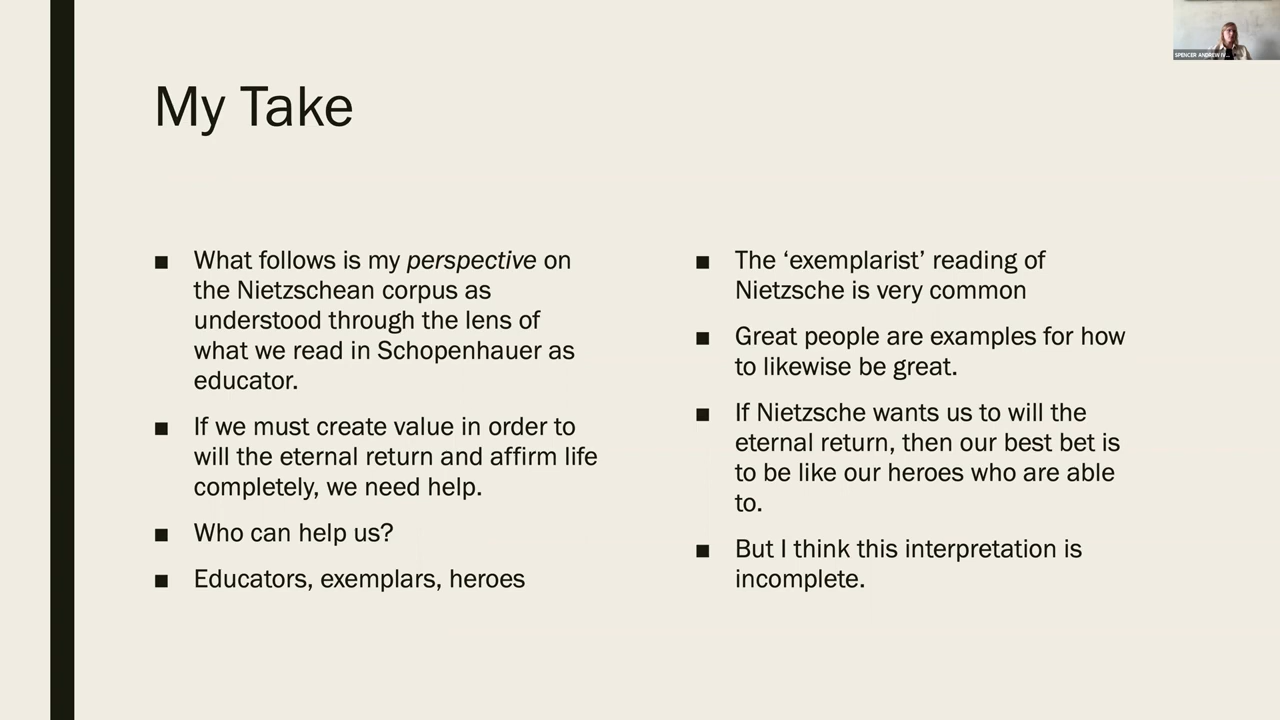 My Take
■ What follows is my perspective on
the Nietzschean corpus as
understood through the lens of
what we read in Schopenhauer as
educator.
■ If we must create value in order to
will the eternal return and affirm life
completely, we need help.
■ Who can help us?
■ Educators, exemplars, heroes
■ The ‘exemplarist’ reading of
Nietzsche is very common
■ Great people are examples for how
to likewise be great.
■ If Nietzsche wants us to will the
eternal return, then our best bet is
to be like our heroes who are able
to.
■ But I think this interpretation is
incomplete.
SPENCER ANDREW IV...